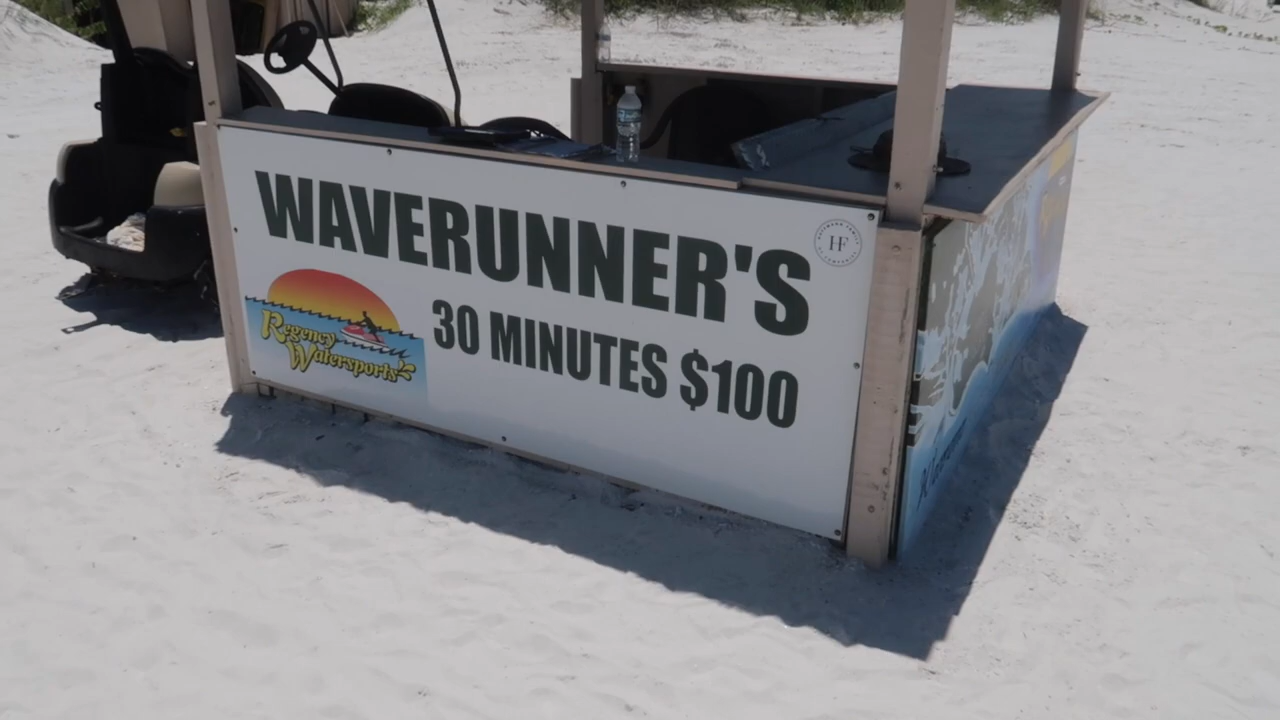 WAVERUNNER'S
HF
30 MINUTES $100
Regency
Watersports